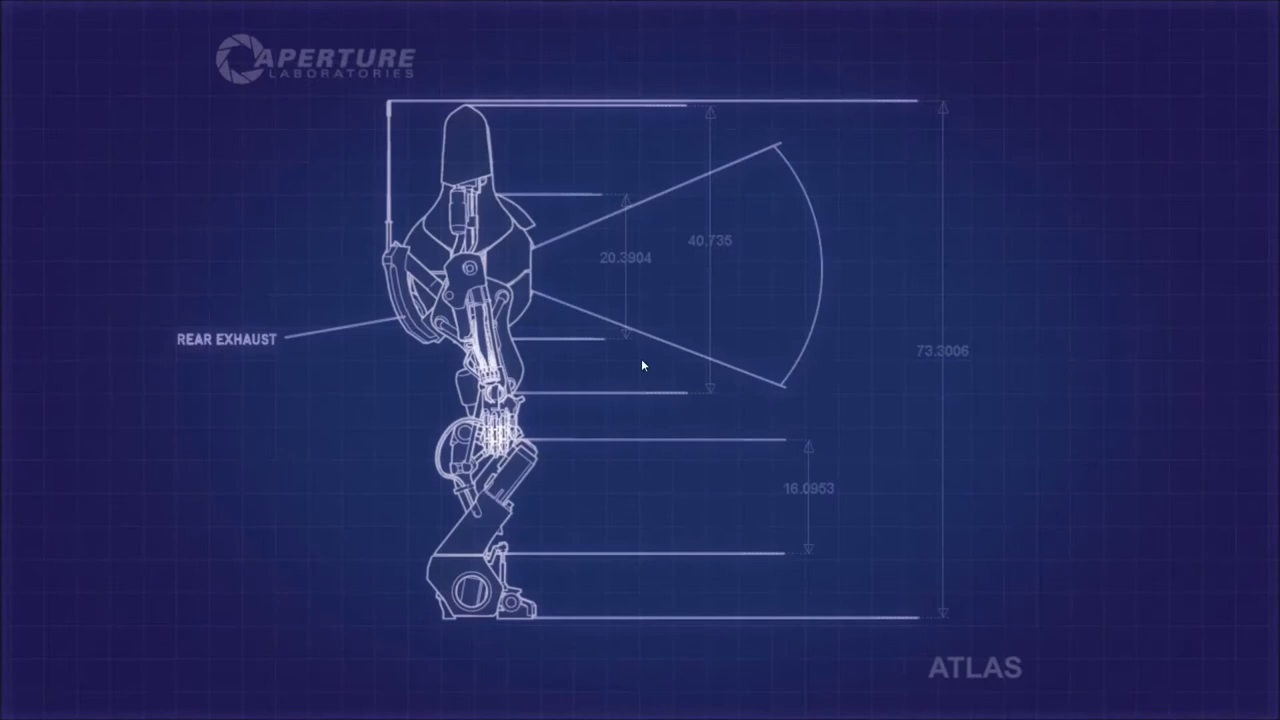 APERTURE
LABORATORIES
40.735
20.3904
REAR EXHAUST
73.3006
16.0953
ATLAS